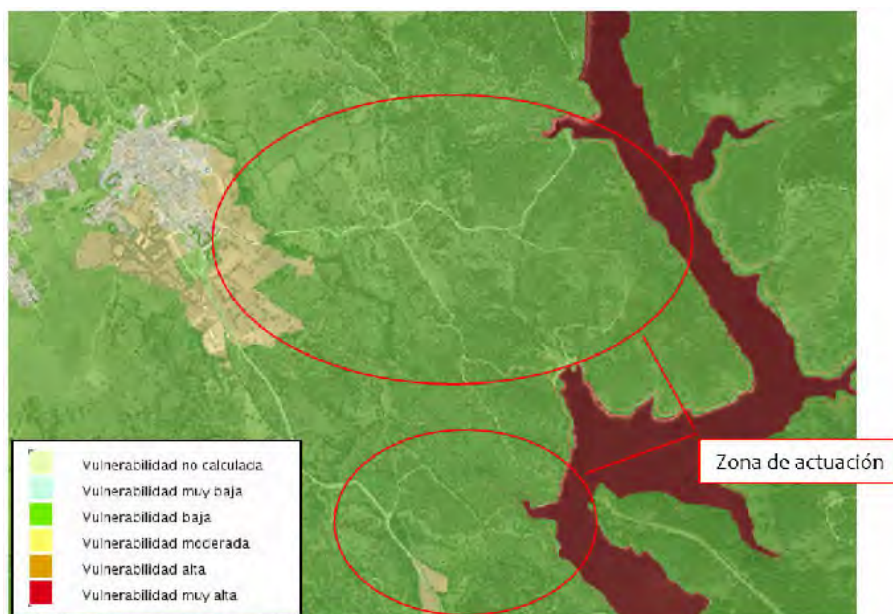 Zona de actuación
Vulnerabilidad no calculada
Vulnerabilidad muy baja
Vulnerabilidad baja
Vulnerabilidad moderada
Vulnerabilidad alta
Vulnerabilidad muy alta